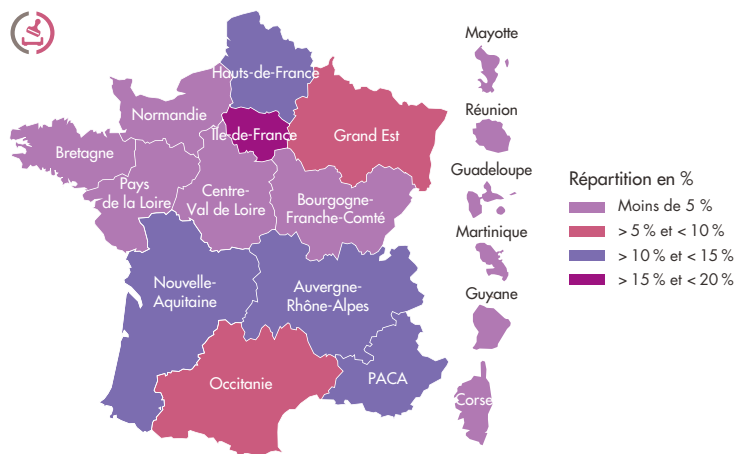 Hauts-de-France
Normandie
Île-de-France
Grand Est
Bretagne
Pays
de la Loire
Centre-
Val de Loire
Bourgogne-
Franche-Comté
Nouvelle-
Aquitaine
Auvergne-
Rhône-Alpes
Occitanie
PACA
Mayotte
Réunion
Guadeloupe
Martinique
Guyane
Corse
Répartition en %
Moins de 5 %
> 5 % et < 10 %
> 10 % et < 15 %
> 15 % et < 20 %